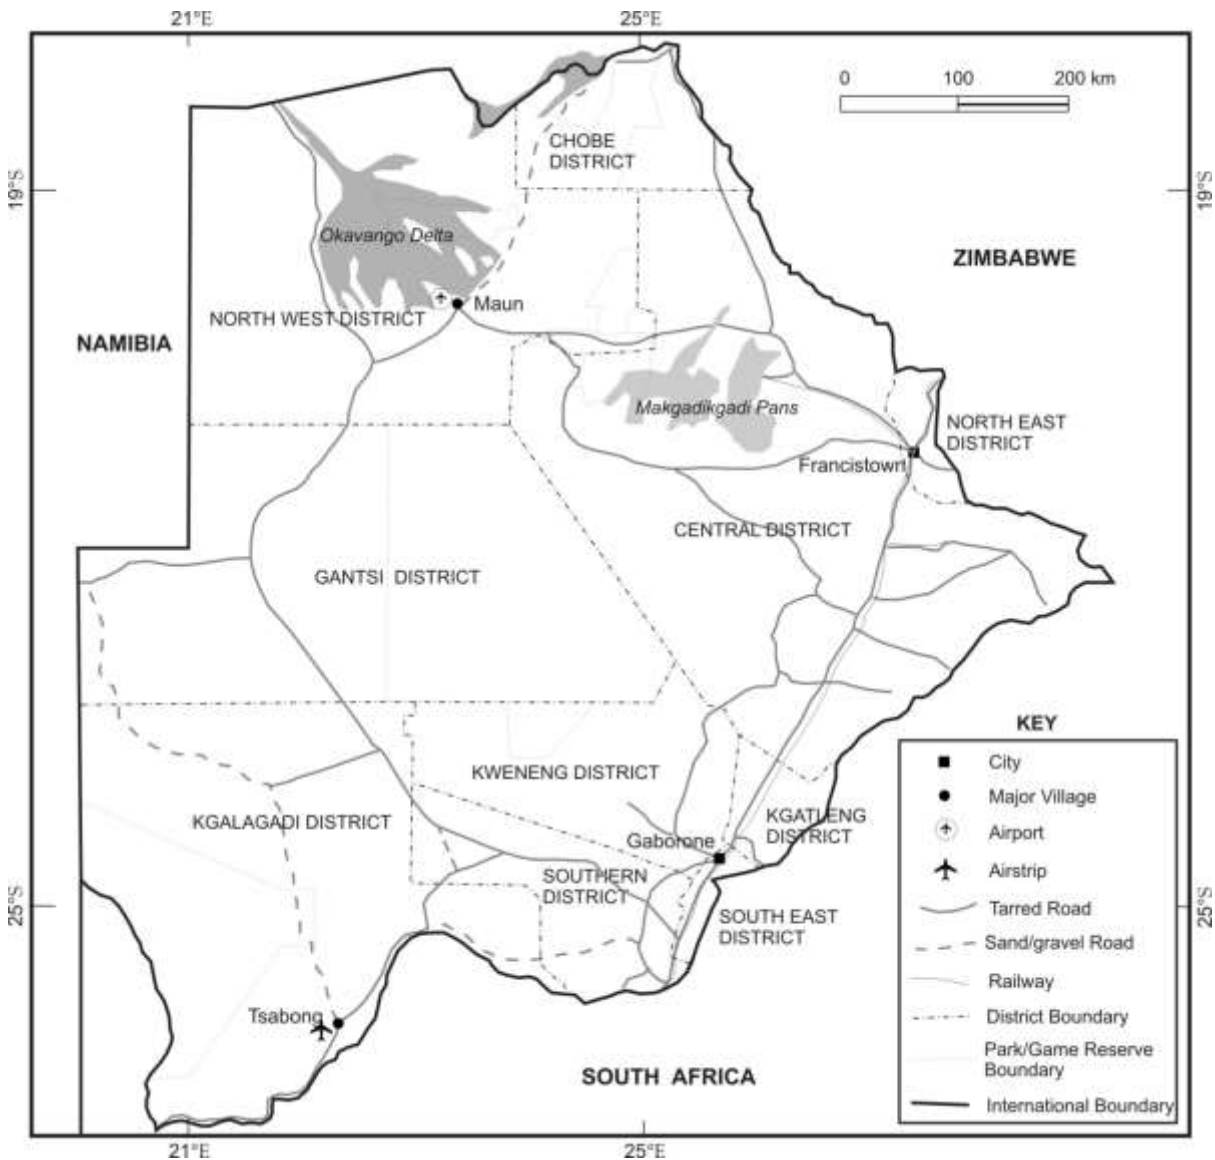 21°E
25°E
0
100
200 km
CHOBE
DISTRICT
19°S
19°S
Okavango Delta
ZIMBABWE
Maun
NORTH WEST DISTRICT
NAMIBIA
Makgadikgadi Pans
NORTH EAST
DISTRICT
Francistown
CENTRAL DISTRICT
GANTSI DISTRICT
KWENENG DISTRICT
KGALAGADI DISTRICT
KGATLENG
DISTRICT
Gaborone
SOUTHERN
DISTRICT
SOUTH EAST
DISTRICT
25°S
25°S
Tsabong
SOUTH AFRICA
KEY
City
Major Village
Airport
Airstrip
Tarred Road
Sand/gravel Road
Railway
District Boundary
Park/Game Reserve
Boundary
International Boundary
21°E
25°E